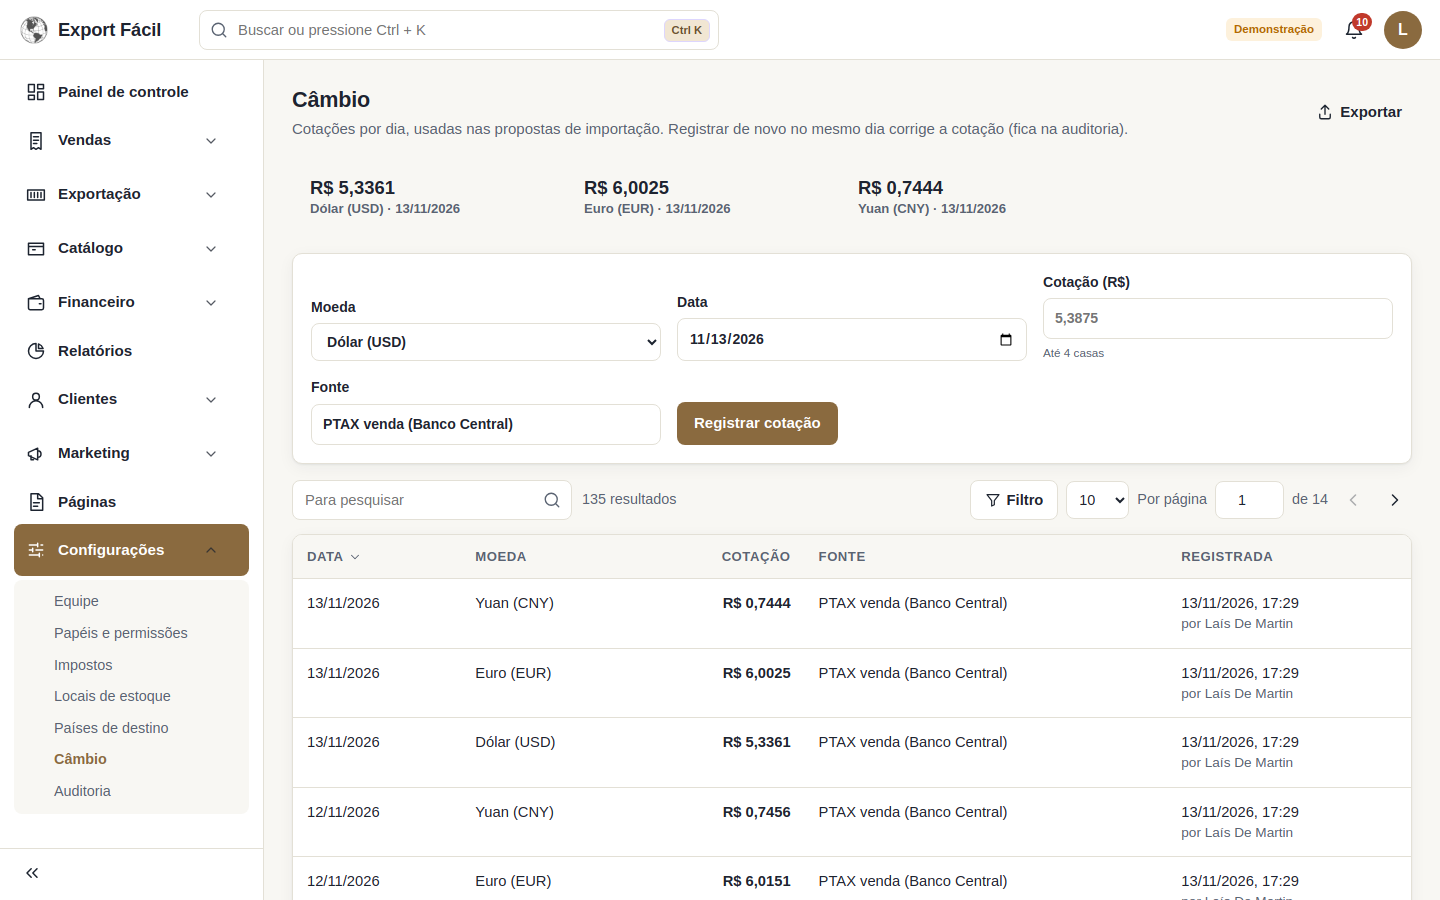 Export Fácil
Buscar ou pressione Ctrl + K
Ctrl K
Demonstração
10
L
Painel de controle
Vendas
Exportação
Catálogo
Financeiro
Relatórios
Clientes
Marketing
Páginas
Configurações
Equipe
Papéis e permissões
Impostos
Locais de estoque
Países de destino
Câmbio
Auditoria
Câmbio
Cotações por dia, usadas nas propostas de importação. Registrar de novo no mesmo dia corrige a cotação (fica na auditoria).
Exportar
R$ 5,3361
Dólar (USD) · 13/11/2026
R$ 6,0025
Euro (EUR) · 13/11/2026
R$ 0,7444
Yuan (CNY) · 13/11/2026
Moeda
Dólar (USD)
Data
11/13/2026
Cotação (R$)
5,3875
Até 4 casas
Fonte
PTAX venda (Banco Central)
Registrar cotação
Para pesquisar
135 resultados
Filtro
10
Por página
1
de 14
DATA MOEDA COTAÇÃO FONTE REGISTRADA
13/11/2026 Yuan (CNY) R$ 0,7444 PTAX venda (Banco Central) 13/11/2026, 17:29
por Laís De Martin
13/11/2026 Euro (EUR) R$ 6,0025 PTAX venda (Banco Central) 13/11/2026, 17:29
por Laís De Martin
13/11/2026 Dólar (USD) R$ 5,3361 PTAX venda (Banco Central) 13/11/2026, 17:29
por Laís De Martin
12/11/2026 Yuan (CNY) R$ 0,7456 PTAX venda (Banco Central) 13/11/2026, 17:29
por Laís De Martin
12/11/2026 Euro (EUR) R$ 6,0151 PTAX venda (Banco Central) 13/11/2026, 17:29